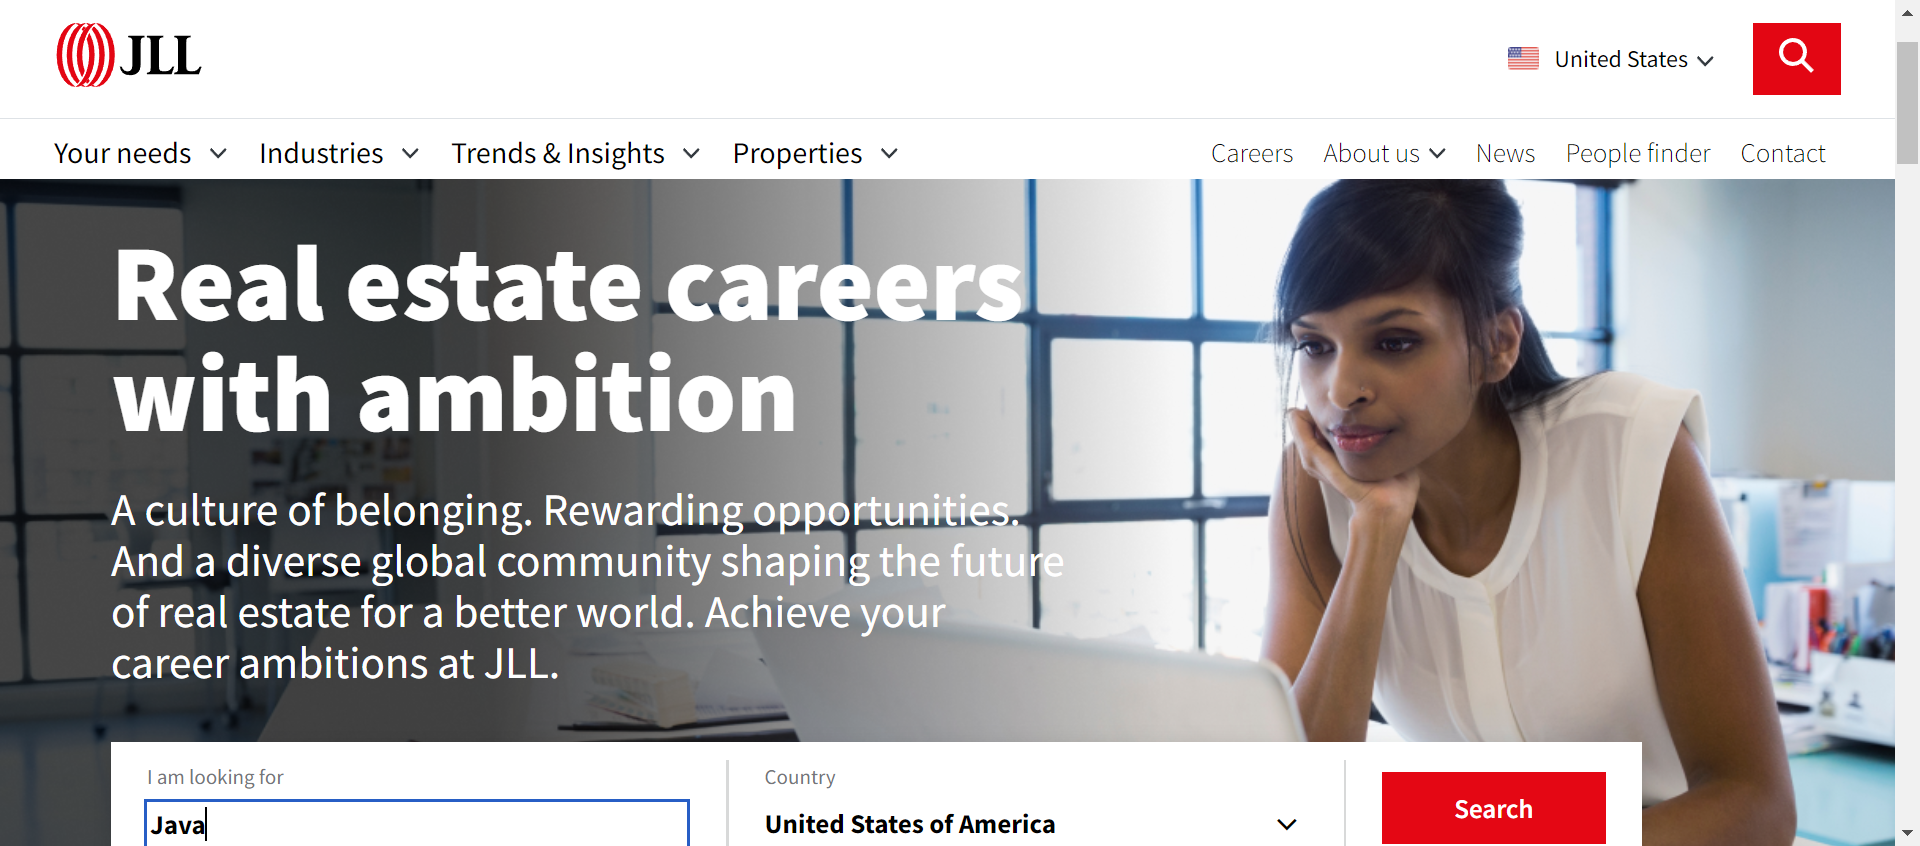 JLL
United States
Your needs Industries Trends & Insights Properties Careers About us News People finder Contact
Real estate careers
with ambition
A culture of belonging. Rewarding opportunities.
And a diverse global community shaping the future
of real estate for a better world. Achieve your
career ambitions at JLL.
I am looking for
Java
Country
United States of America
Search